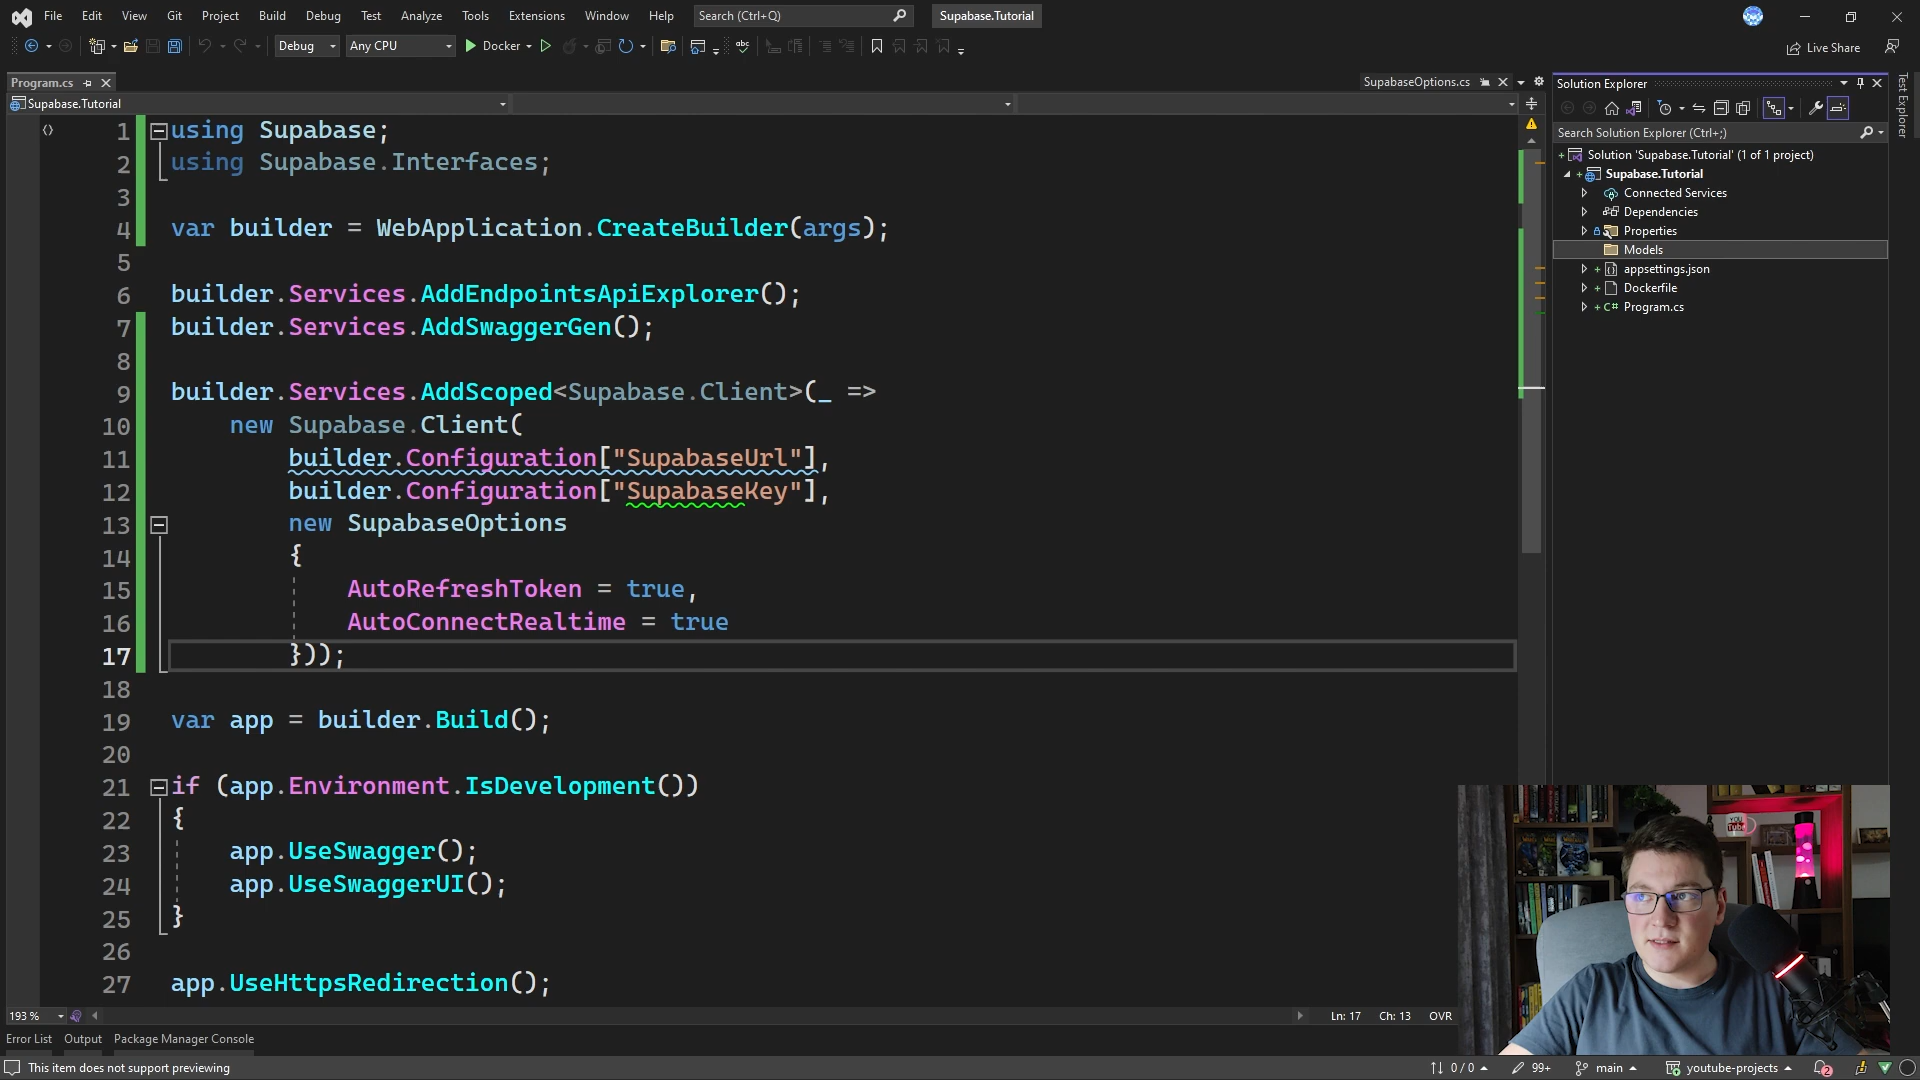 File Edit View Git Project Build Debug Test Analyze Tools Extensions Window Help Search (Ctrl+Q) Supabase.Tutorial
Debug Any CPU Docker Live Share
Program.cs SupabaseOptions.cs
Supabase.Tutorial
1 using Supabase;
2 using Supabase.Interfaces;
3
4 var builder = WebApplication.CreateBuilder(args);
5
6 builder.Services.AddEndpointsApiExplorer();
7 builder.Services.AddSwaggerGen();
8
9 builder.Services.AddScoped<Supabase.Client>(_ =>
10 new Supabase.Client(
11 builder.Configuration["SupabaseUrl"],
12 builder.Configuration["SupabaseKey"],
13 new SupabaseOptions
14 {
15 AutoRefreshToken = true,
16 AutoConnectRealtime = true
17 }));
18
19 var app = builder.Build();
20
21 if (app.Environment.IsDevelopment())
22 {
23 app.UseSwagger();
24 app.UseSwaggerUI();
25 }
26
27 app.UseHttpsRedirection();
193 % Ln: 17 Ch: 13 OVR
Error List Output Package Manager Console
This item does not support previewing 0 / 0 99+ main youtube-projects 2
Solution Explorer
Search Solution Explorer (Ctrl+;)
Solution 'Supabase.Tutorial' (1 of 1 project)
Supabase.Tutorial
Connected Services
Dependencies
Properties
Models
appsettings.json
Dockerfile
C# Program.cs
Test Explorer
YOU
Tube